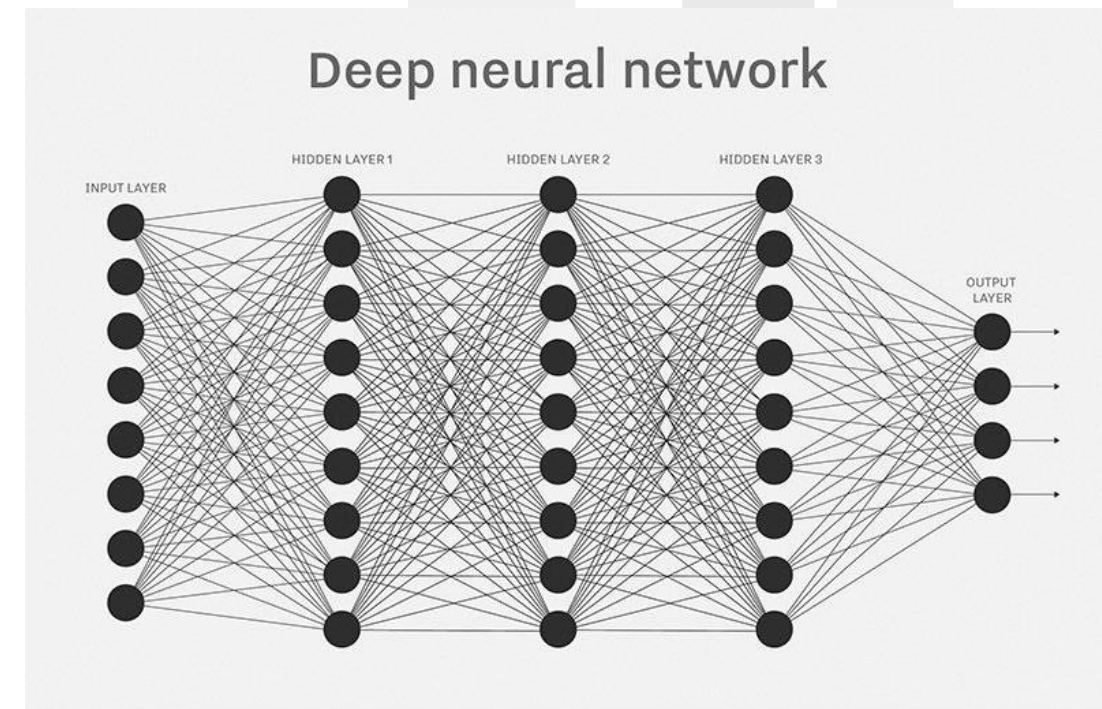 Deep neural network
HIDDEN LAYER 1
HIDDEN LAYER 2
HIDDEN LAYER 3
INPUT LAYER
OUTPUT
LAYER